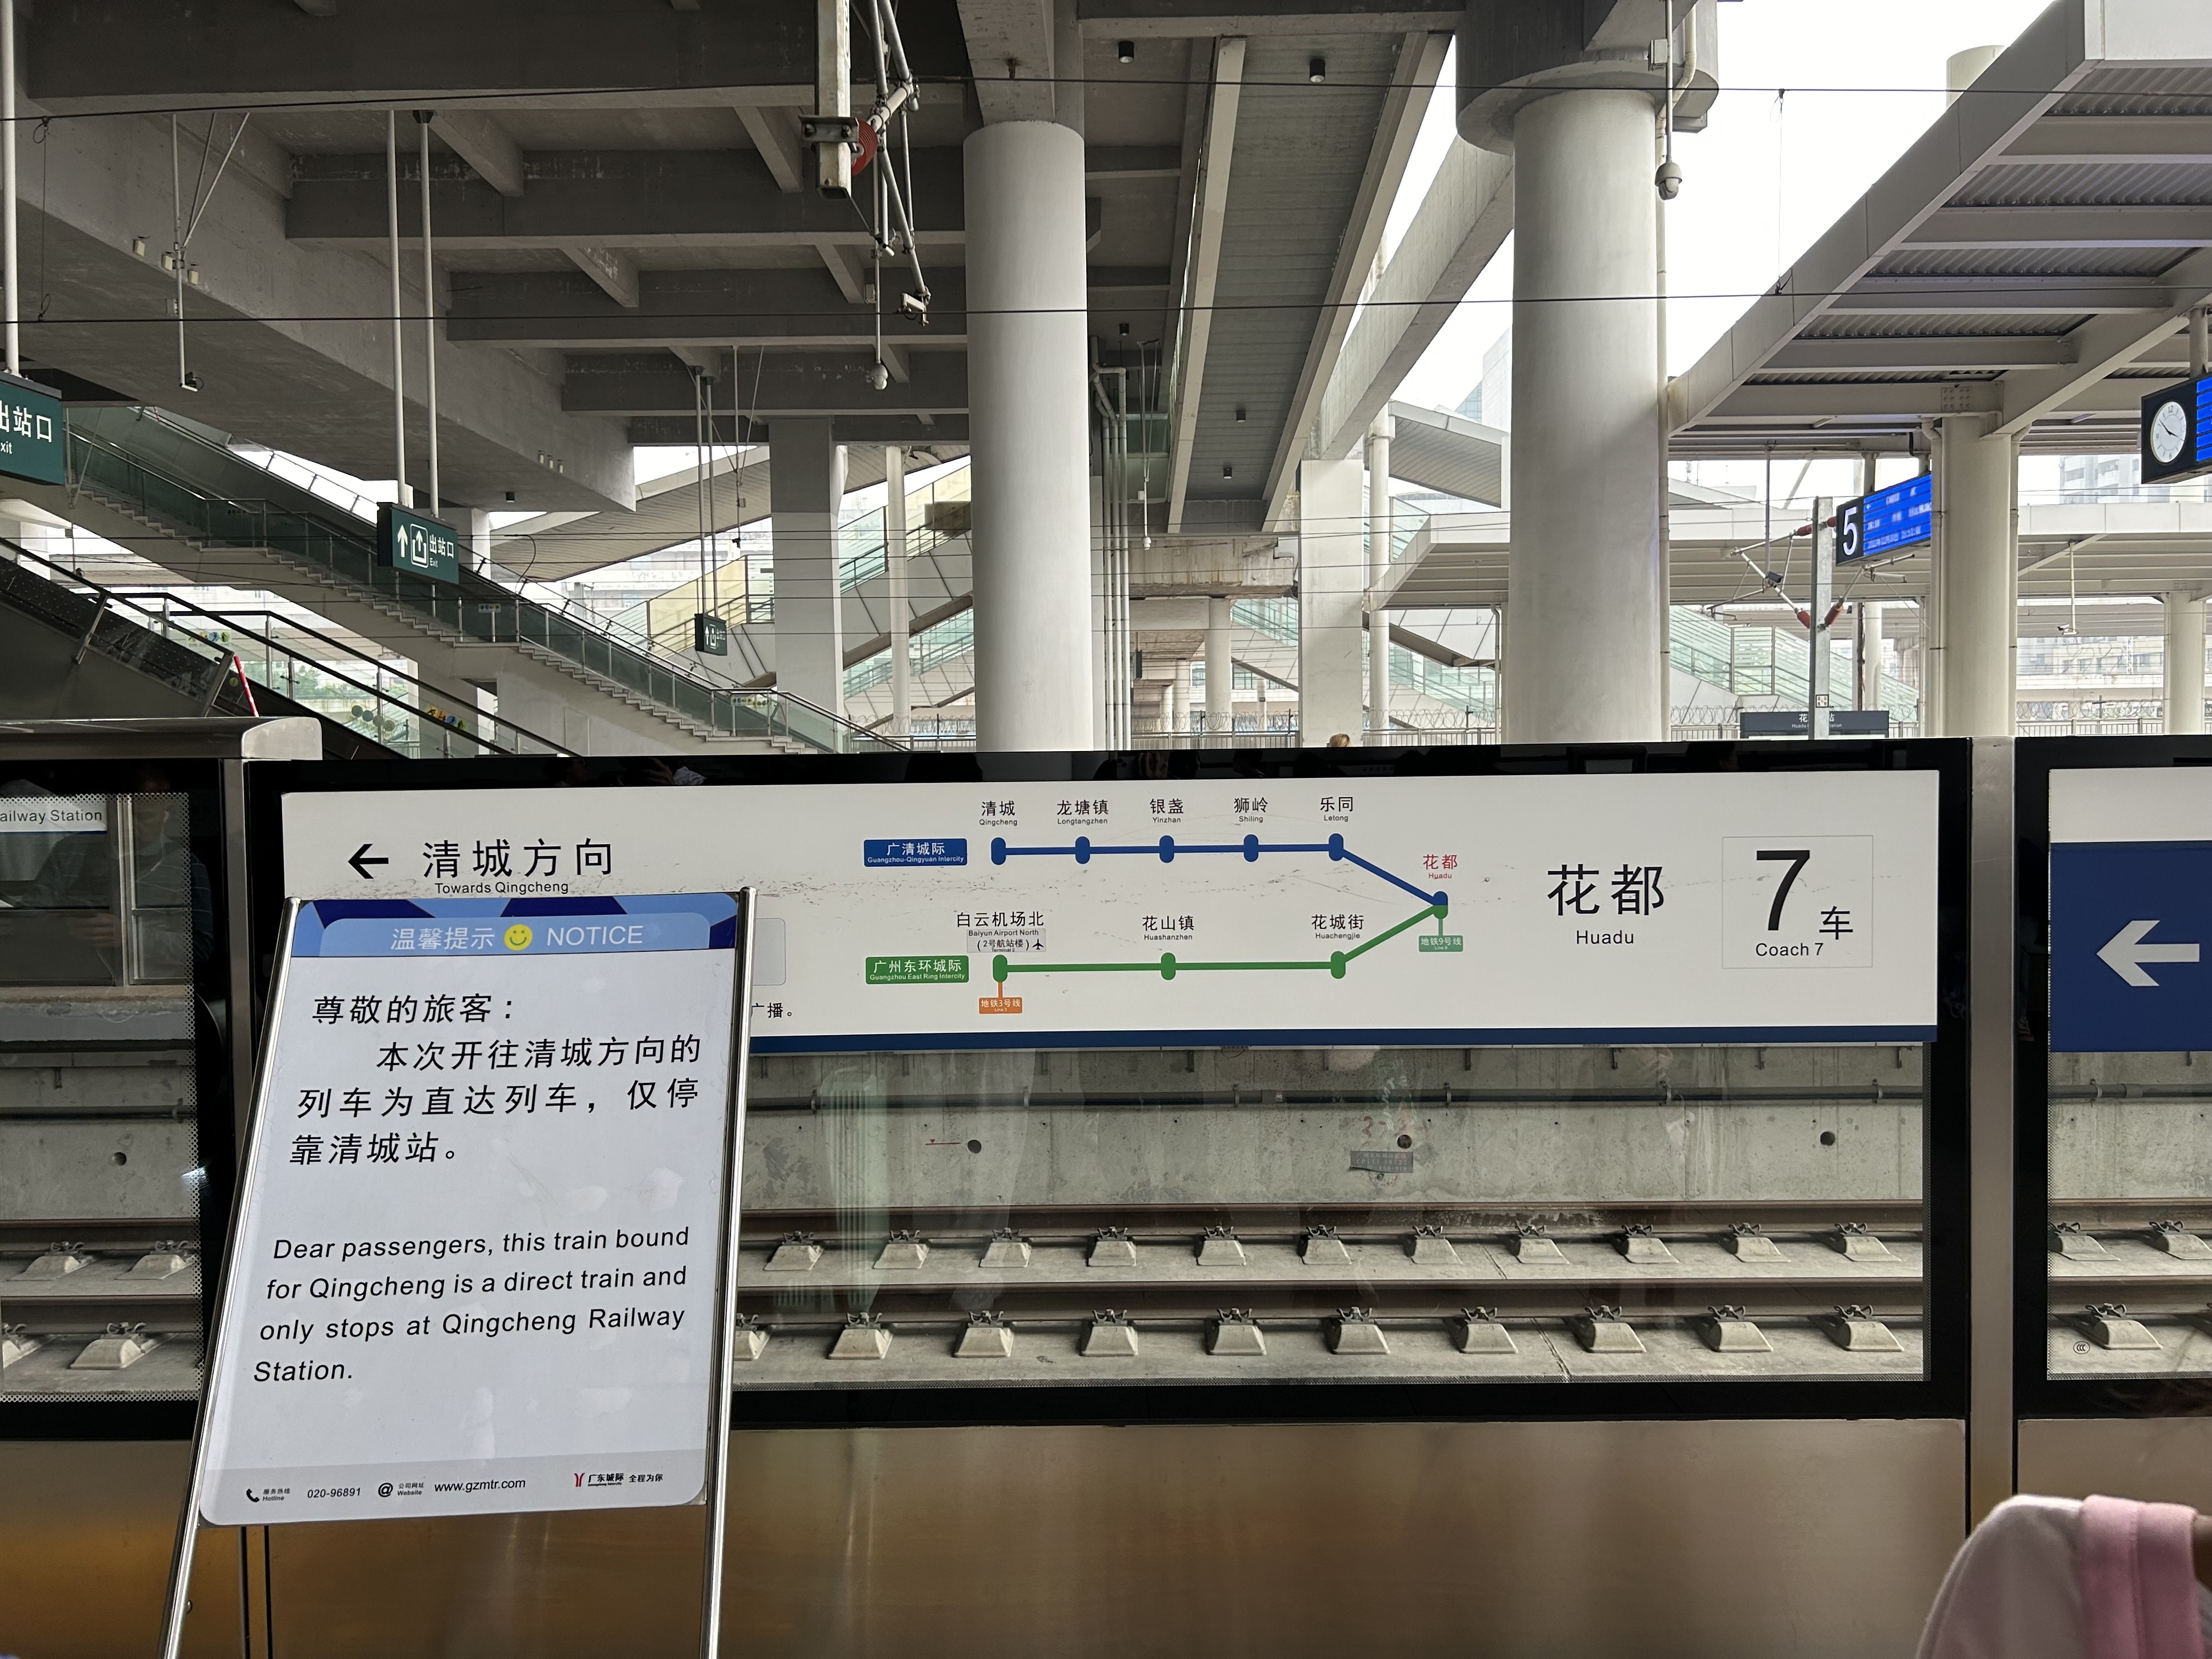 出站口
出站口
Exit
5
ailway Station
清城方向
Towards Qingcheng
广清城际
Guangzhou-Qingyuan Intercity
清城
Qingcheng
龙塘镇
Longtangzhen
银盏
Yinzhan
狮岭
Shiling
乐同
Letong
花都
Huadu
地铁9号线
Line 9
广州东环城际
Guangzhou East Ring Intercity
白云机场北
Baiyun Airport North
(2号航站楼)
Terminal 2
花山镇
Huashanzhen
花城街
Huachengjie
地铁3号线
Line 3
花都
Huadu
7车
Coach 7
广播。
温馨提示 NOTICE
尊敬的旅客：
本次开往清城方向的
列车为直达列车，仅停
靠清城站。
Dear passengers, this train bound
for Qingcheng is a direct train and
only stops at Qingcheng Railway
Station.
服务热线
Hotline
020-96891
公司网址
Website
www.gzmtr.com
广东城际 全程为你